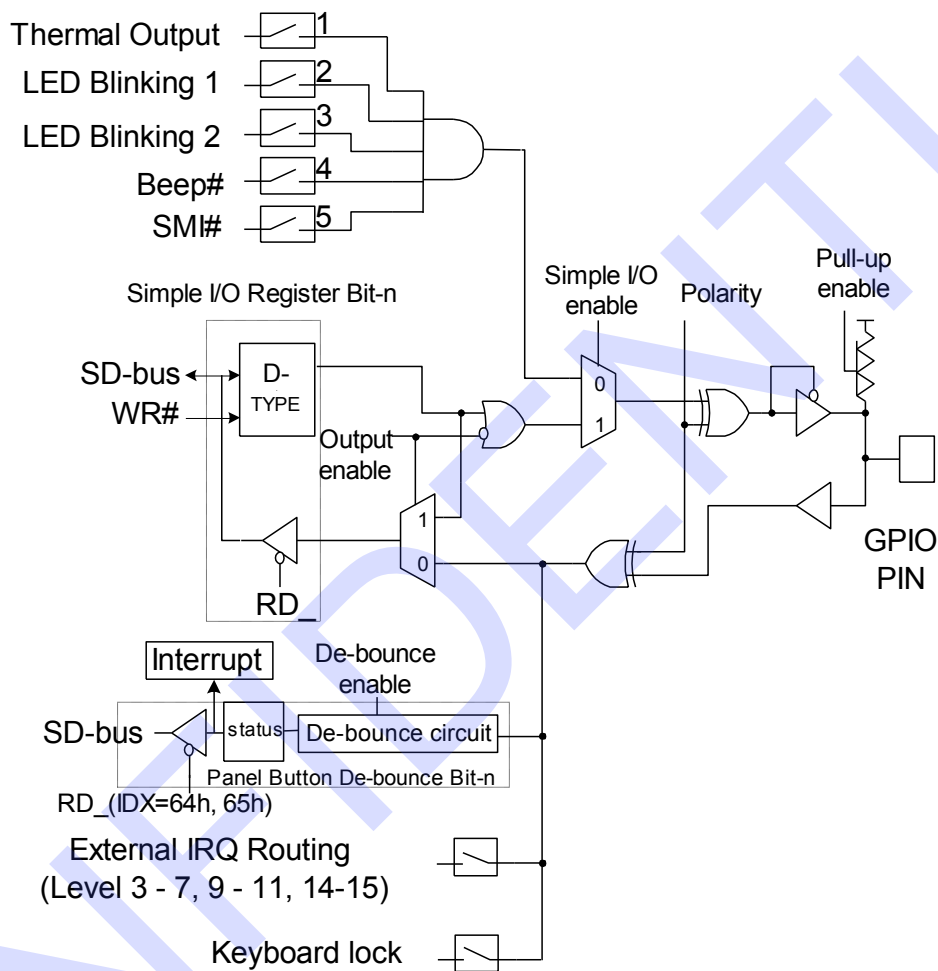 Thermal Output 1
LED Blinking 1 2
LED Blinking 2 3
Beep# 4
SMI# 5
Simple I/O Register Bit-n
Simple I/O
enable
Polarity
Pull-up
enable
SD-bus
WR#
D-
TYPE
0
1
Output
enable
1
0
RD_
GPIO
PIN
Interrupt
De-bounce
enable
SD-bus
status
De-bounce circuit
Panel Button De-bounce Bit-n
RD_(IDX=64h, 65h)
External IRQ Routing
(Level 3 - 7, 9 - 11, 14-15)
Keyboard lock
NFIDENTI